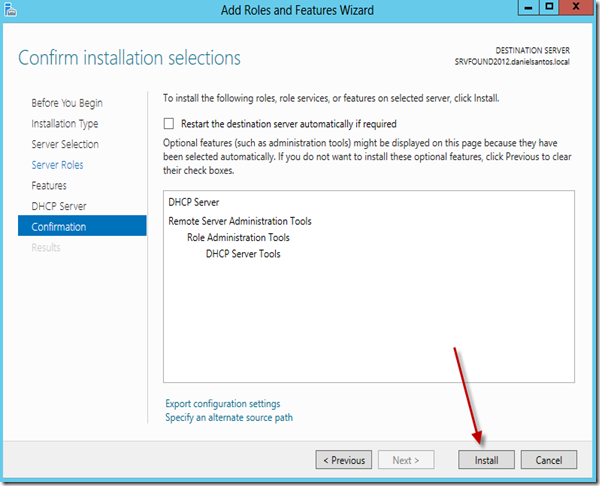 Add Roles and Features Wizard
Confirm installation selections
DESTINATION SERVER
SRVFOUND2012.danielsantos.local
Before You Begin
Installation Type
Server Selection
Server Roles
Features
DHCP Server
Confirmation
Results
To install the following roles, role services, or features on selected server, click Install.
Restart the destination server automatically if required
Optional features (such as administration tools) might be displayed on this page because they have
been selected automatically. If you do not want to install these optional features, click Previous to clear
their check boxes.
DHCP Server
Remote Server Administration Tools
Role Administration Tools
DHCP Server Tools
Export configuration settings
Specify an alternate source path
< Previous
Next >
Install
Cancel